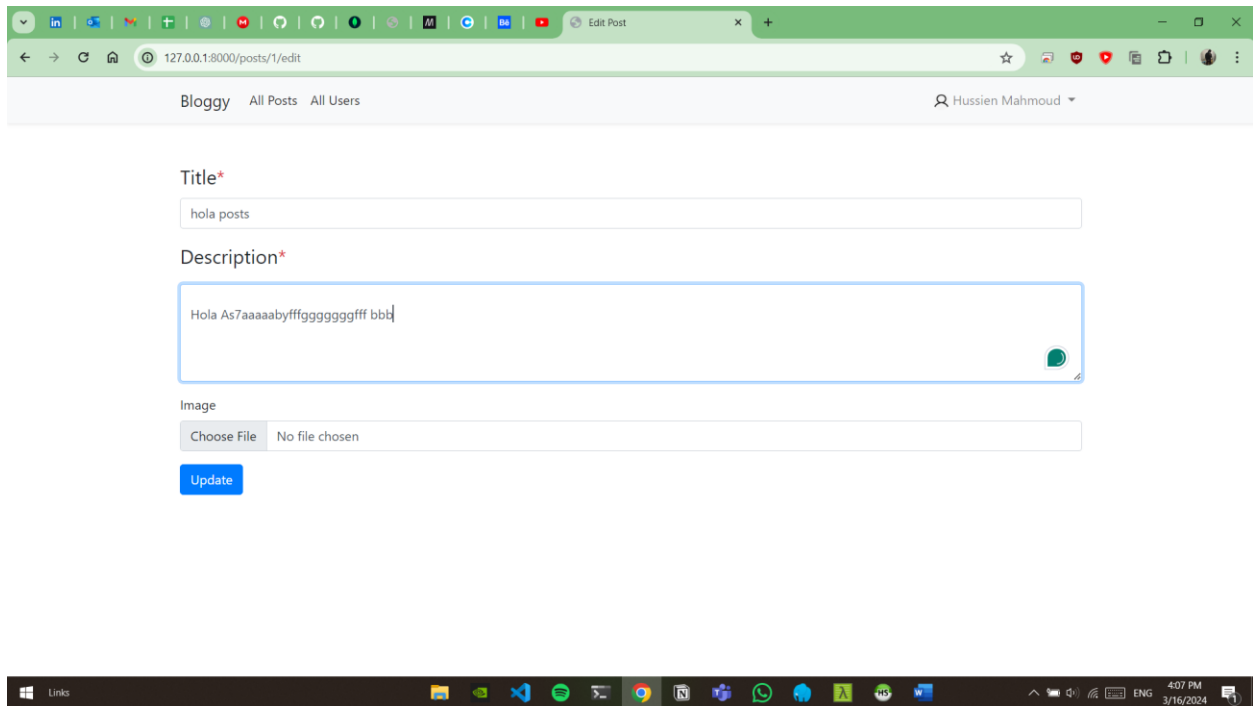 Edit Post
127.0.0.1:8000/posts/1/edit
Bloggy All Posts All Users Hussien Mahmoud
Title*
hola posts
Description*
Hola As7aaaaabyfffgggggggfff bbb
Image
Choose File No file chosen
Update
Links ENG 4:07 PM
3/16/2024